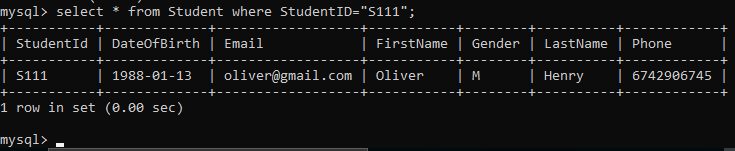 mysql> select * from Student where StudentID="S111";
+-----------+-------------+------------------+-----------+--------+----------+------------+
| StudentId | DateOfBirth | Email            | FirstName | Gender | LastName | Phone      |
+-----------+-------------+------------------+-----------+--------+----------+------------+
| S111      | 1988-01-13  | oliver@gmail.com | Oliver    | M      | Henry    | 6742906745 |
+-----------+-------------+------------------+-----------+--------+----------+------------+
1 row in set (0.00 sec)
mysql> _